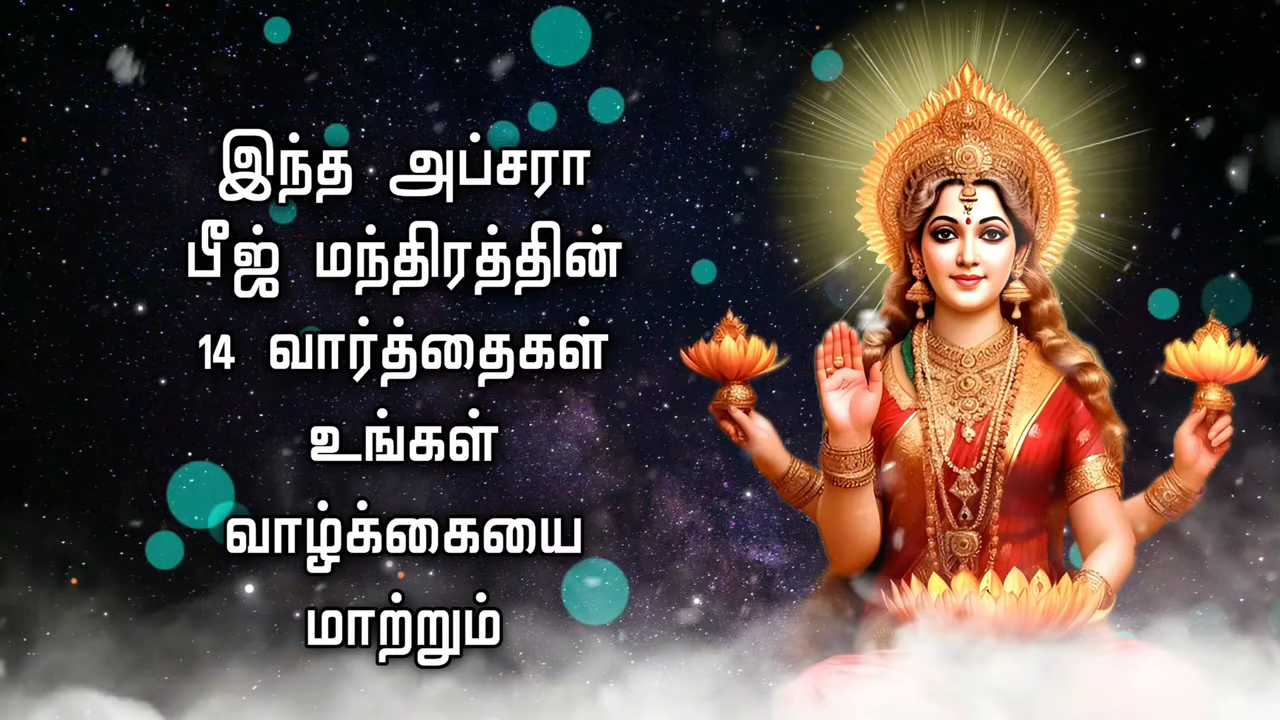 இந்த அப்சரா
பீஜ் மந்திரத்தின்
14 வார்த்தைகள்
உங்கள்
வாழ்க்கையை
மாற்றும்